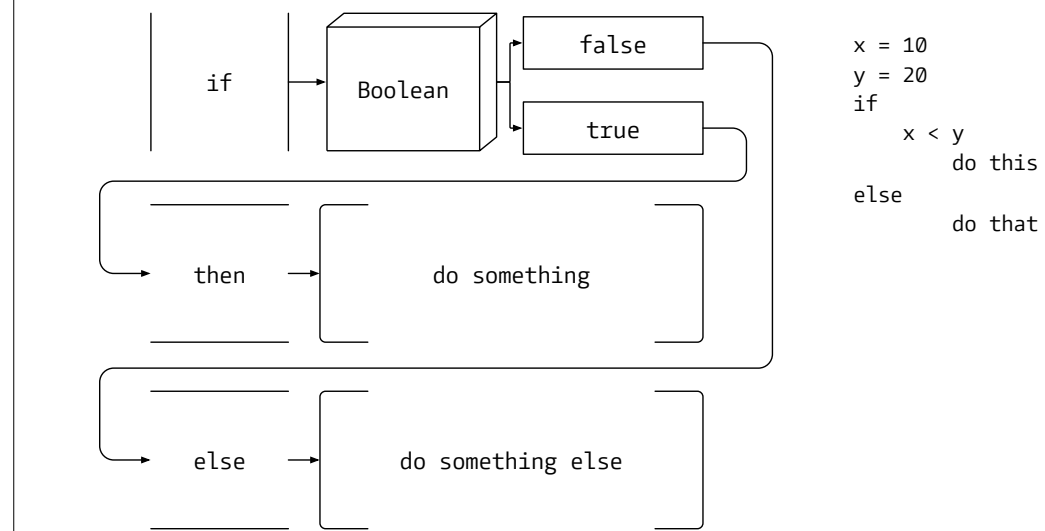 if
Boolean
false
true
then
do something
else
do something else
x = 10
y = 20
if
    x < y
        do this
else
        do that